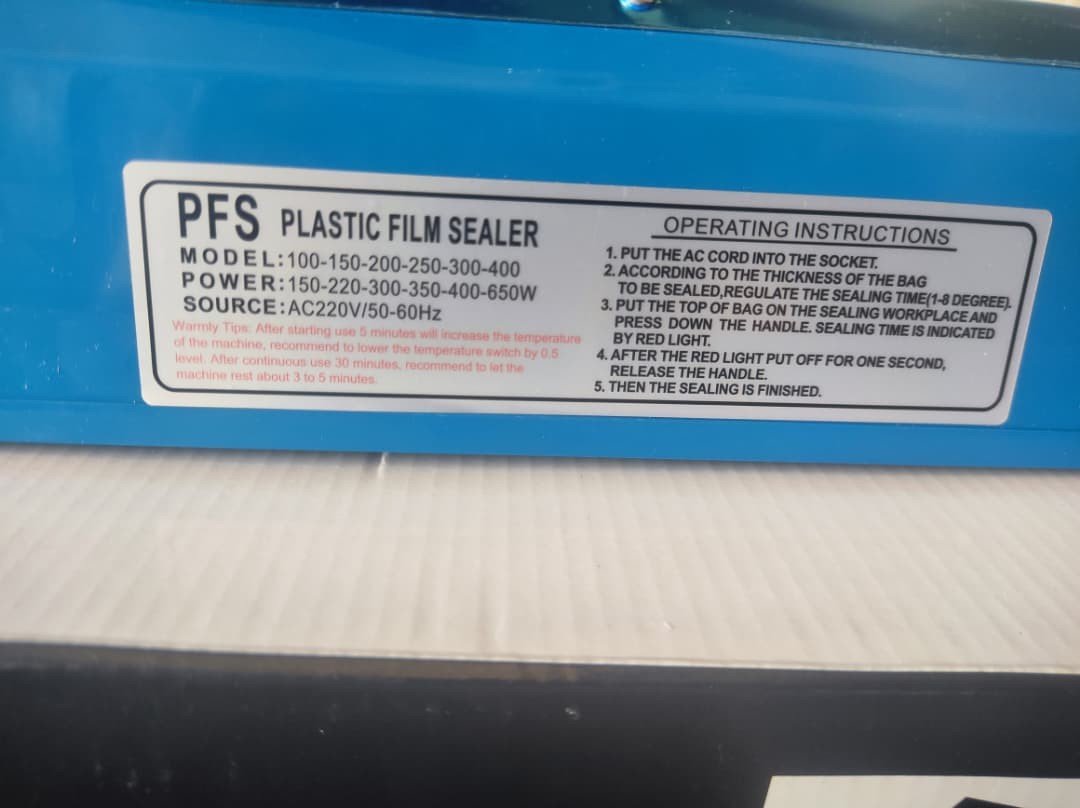 PFS PLASTIC FILM SEALER
MODEL:100-150-200-250-300-400
POWER:150-220-300-350-400-650W
SOURCE:AC220V/50-60Hz
Warmly Tips: After starting use 5 minutes will increase the temperature
of the machine, recommend to lower the temperature switch by 0.5
level. After continuous use 30 minutes, recommend to let the
machine rest about 3 to 5 minutes.
OPERATING INSTRUCTIONS
1. PUT THE AC CORD INTO THE SOCKET.
2. ACCORDING TO THE THICKNESS OF THE BAG
TO BE SEALED,REGULATE THE SEALING TIME(1-8 DEGREE).
3. PUT THE TOP OF BAG ON THE SEALING WORKPLACE AND
PRESS DOWN THE HANDLE. SEALING TIME IS INDICATED
BY RED LIGHT.
4. AFTER THE RED LIGHT PUT OFF FOR ONE SECOND,
RELEASE THE HANDLE.
5. THEN THE SEALING IS FINISHED.